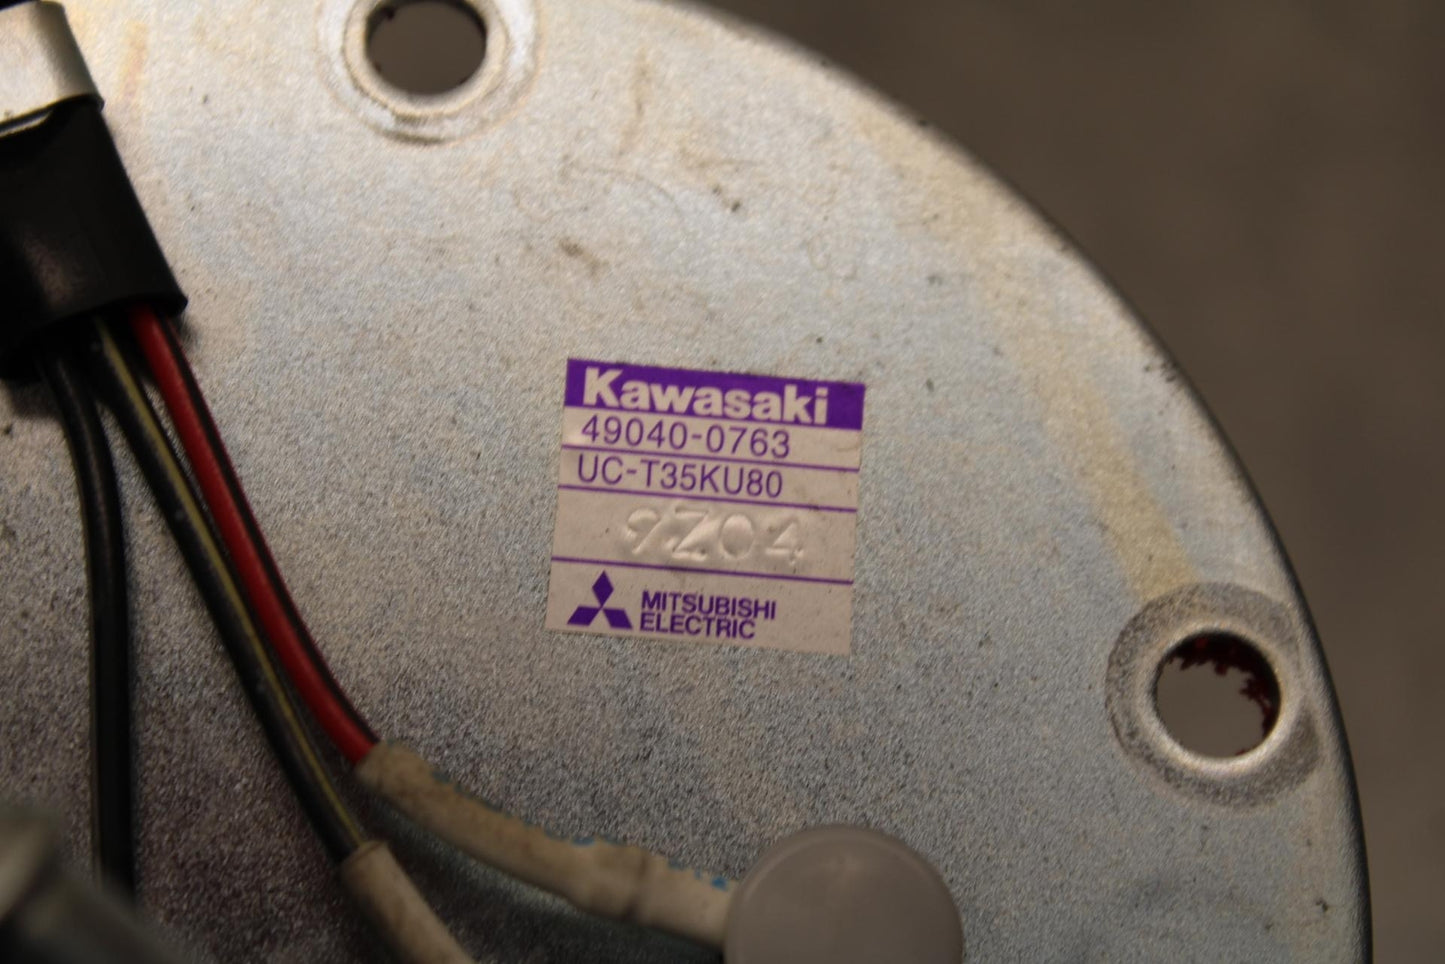 Kawasaki
49040-0763
UC-T35KU80
9Z04
MITSUBISHI
ELECTRIC